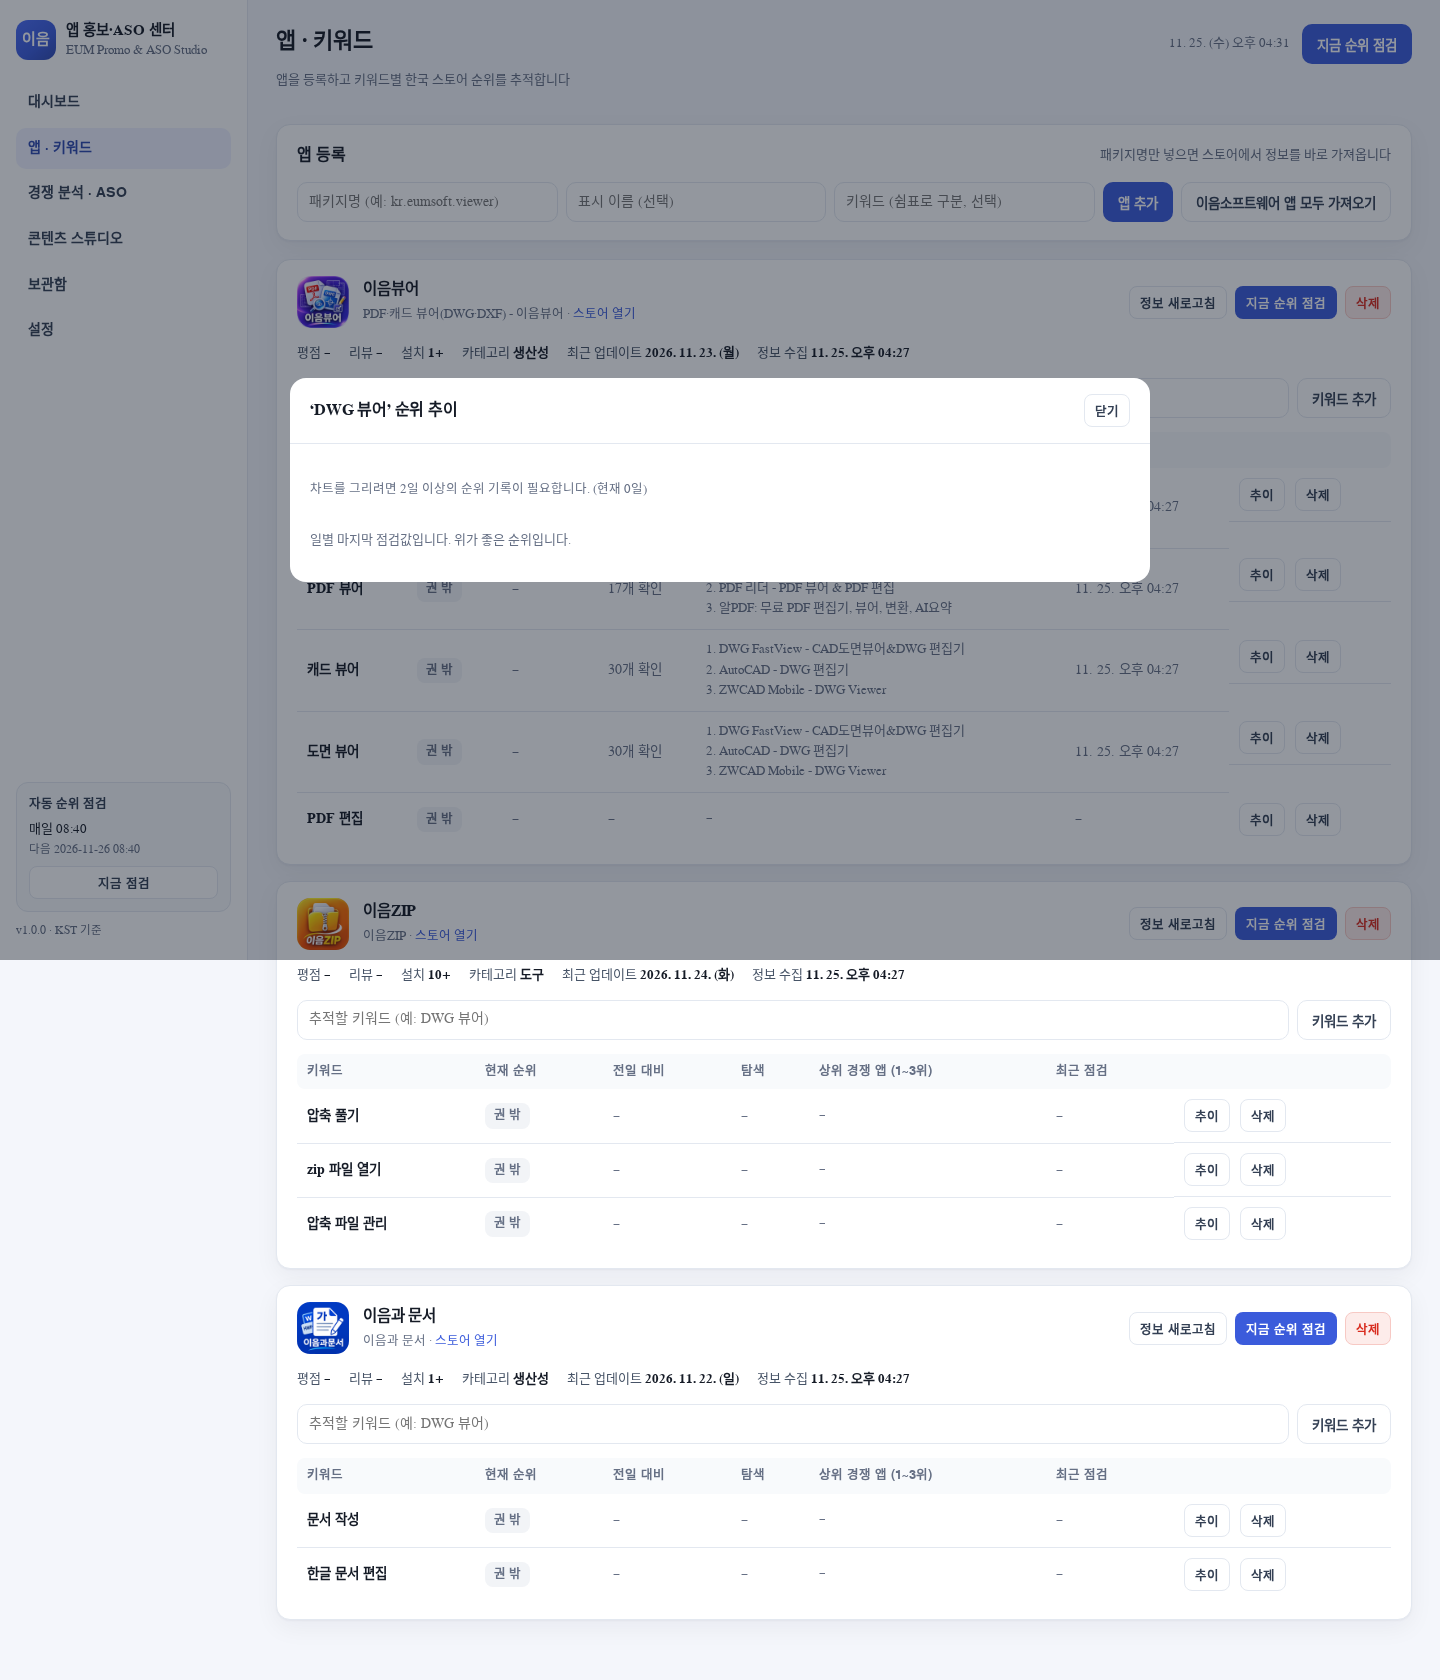 이음
앱 홍보·ASO 센터
EUM Promo & ASO Studio
대시보드
앱 · 키워드
경쟁 분석 · ASO
콘텐츠 스튜디오
보관함
설정
자동 순위 점검
매일 08:40
다음 2026-11-26 08:40
지금 점검
v1.0.0 · KST 기준
앱 · 키워드
앱을 등록하고 키워드별 한국 스토어 순위를 추적합니다
11. 25. (수) 오후 04:31
지금 순위 점검
앱 등록
패키지명만 넣으면 스토어에서 정보를 바로 가져옵니다
패키지명 (예: kr.eumsoft.viewer)
표시 이름 (선택)
키워드 (쉼표로 구분, 선택)
앱 추가
이음소프트웨어 앱 모두 가져오기
이음뷰어
이음뷰어
PDF·캐드 뷰어(DWG·DXF) - 이음뷰어 · 스토어 열기
정보 새로고침
지금 순위 점검
삭제
평점 – 리뷰 – 설치 1+ 카테고리 생산성 최근 업데이트 2026. 11. 23. (월) 정보 수집 11. 25. 오후 04:27
키워드 추가
‘DWG 뷰어’ 순위 추이
닫기
차트를 그리려면 2일 이상의 순위 기록이 필요합니다. (현재 0일)
일별 마지막 점검값입니다. 위가 좋은 순위입니다.
04:27
추이 삭제
PDF 뷰어 권 밖 – 17개 확인
2. PDF 리더 - PDF 뷰어 & PDF 편집
3. 알PDF: 무료 PDF 편집기, 뷰어, 변환, AI요약
11. 25. 오후 04:27
추이 삭제
캐드 뷰어 권 밖 – 30개 확인
1. DWG FastView - CAD도면뷰어&DWG 편집기
2. AutoCAD - DWG 편집기
3. ZWCAD Mobile - DWG Viewer
11. 25. 오후 04:27
추이 삭제
도면 뷰어 권 밖 – 30개 확인
1. DWG FastView - CAD도면뷰어&DWG 편집기
2. AutoCAD - DWG 편집기
3. ZWCAD Mobile - DWG Viewer
11. 25. 오후 04:27
추이 삭제
PDF 편집 권 밖 – – – –
추이 삭제
이음ZIP
이음ZIP
이음ZIP · 스토어 열기
정보 새로고침
지금 순위 점검
삭제
평점 – 리뷰 – 설치 10+ 카테고리 도구 최근 업데이트 2026. 11. 24. (화) 정보 수집 11. 25. 오후 04:27
추적할 키워드 (예: DWG 뷰어)
키워드 추가
키워드 현재 순위 전일 대비 탐색 상위 경쟁 앱 (1~3위) 최근 점검
압축 풀기 권 밖 – – – – 추이 삭제
zip 파일 열기 권 밖 – – – – 추이 삭제
압축 파일 관리 권 밖 – – – – 추이 삭제
W 가
이음과문서
이음과 문서
이음과 문서 · 스토어 열기
정보 새로고침
지금 순위 점검
삭제
평점 – 리뷰 – 설치 1+ 카테고리 생산성 최근 업데이트 2026. 11. 22. (일) 정보 수집 11. 25. 오후 04:27
추적할 키워드 (예: DWG 뷰어)
키워드 추가
키워드 현재 순위 전일 대비 탐색 상위 경쟁 앱 (1~3위) 최근 점검
문서 작성 권 밖 – – – – 추이 삭제
한글 문서 편집 권 밖 – – – – 추이 삭제